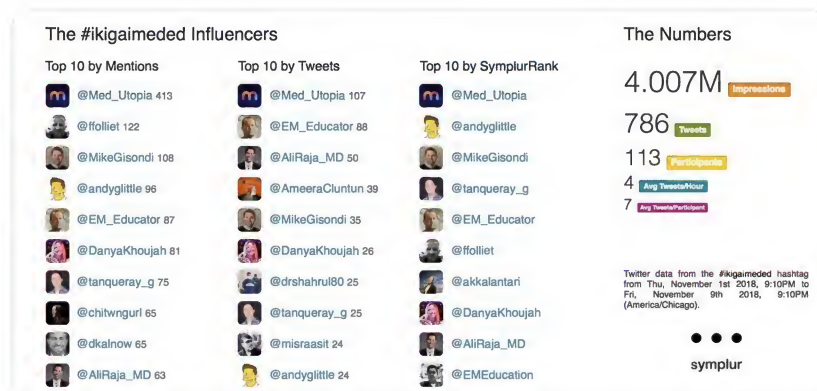 The #ikigaimeded Influencers
Top 10 by Mentions
@Med_Utopia 413
@ffolliet 122
@MikeGisondi 108
@andyglittle 96
@EM_Educator 87
@DanyaKhoujah 81
@tanqueray_g 75
@chitwngurl 65
@dkalnow 65
@AliRaja_MD 63
Top 10 by Tweets
@Med_Utopia 107
@EM_Educator 88
@AliRaja_MD 50
@AmeeraCluntun 39
@MikeGisondi 35
@DanyaKhoujah 26
@drshahrul80 25
@tanqueray_g 25
@misraasit 24
@andyglittle 24
Top 10 by SymplurRank
@Med_Utopia
@andyglittle
@MikeGisondi
@tanqueray_g
@EM_Educator
@ffolliet
@akkalantari
@DanyaKhoujah
@AliRaja_MD
@EMEducation
The Numbers
4.007M Impressions
786 Tweets
113 Participants
4 Avg Tweets/Hour
7 Avg Tweets/Participant
Twitter data from the #ikigaimeded hashtag
from Thu, November 1st 2018, 9:10PM to
Fri, November 9th 2018, 9:10PM
(America/Chicago).
symplur